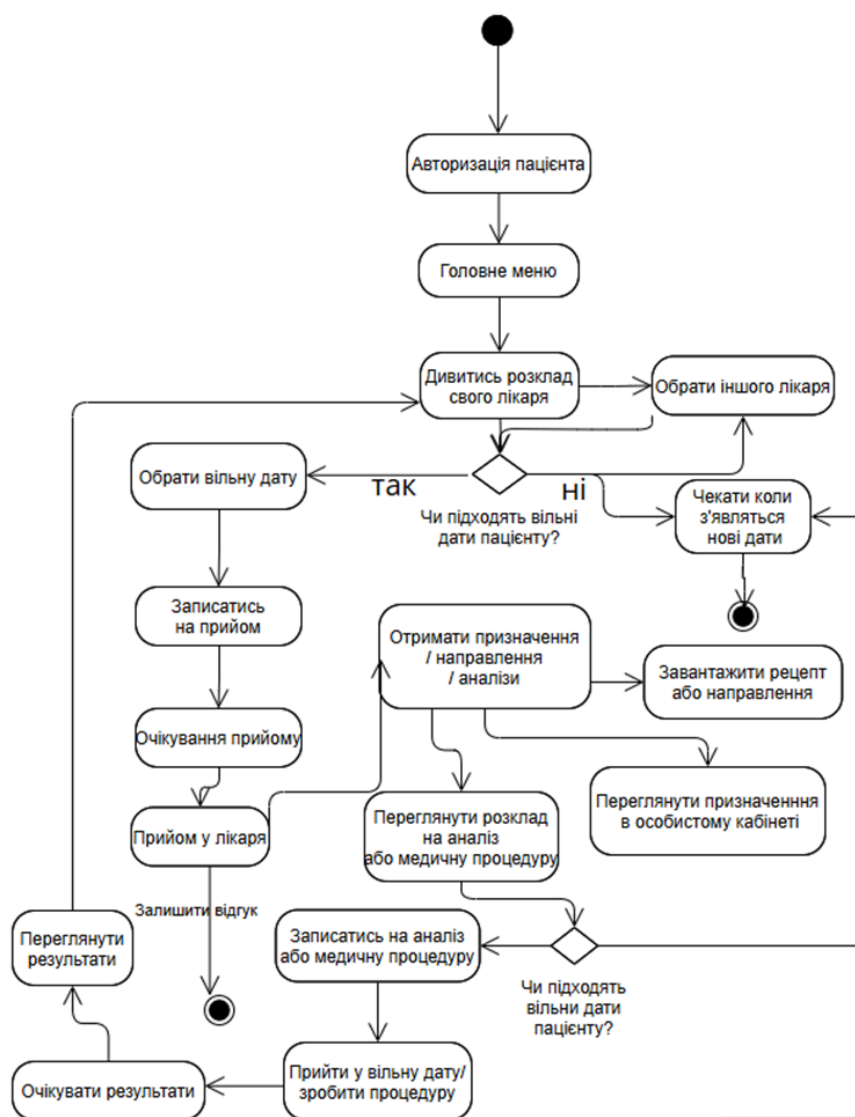 Авторизація пацієнта
Головне меню
Дивитись розклад
свого лікаря
Обрати іншого лікаря
Обрати вільну дату
так
ні
Чи підходять вільні
дати пацієнту?
Чекати коли
з'являться
нові дати
Записатись
на прийом
Отримати призначення
/ направлення
/ аналізи
Завантажити рецепт
або направлення
Очікування прийому
Прийом у лікаря
Переглянути розклад
на аналіз
або медичну процедуру
Переглянути призначенння
в особистому кабінеті
Залишити відгук
Переглянути
результати
Записатись на аналіз
або медичну процедуру
Чи підходять
вільни дати
пацієнту?
Очікувати результати
Прийти у вільну дату/
зробити процедуру